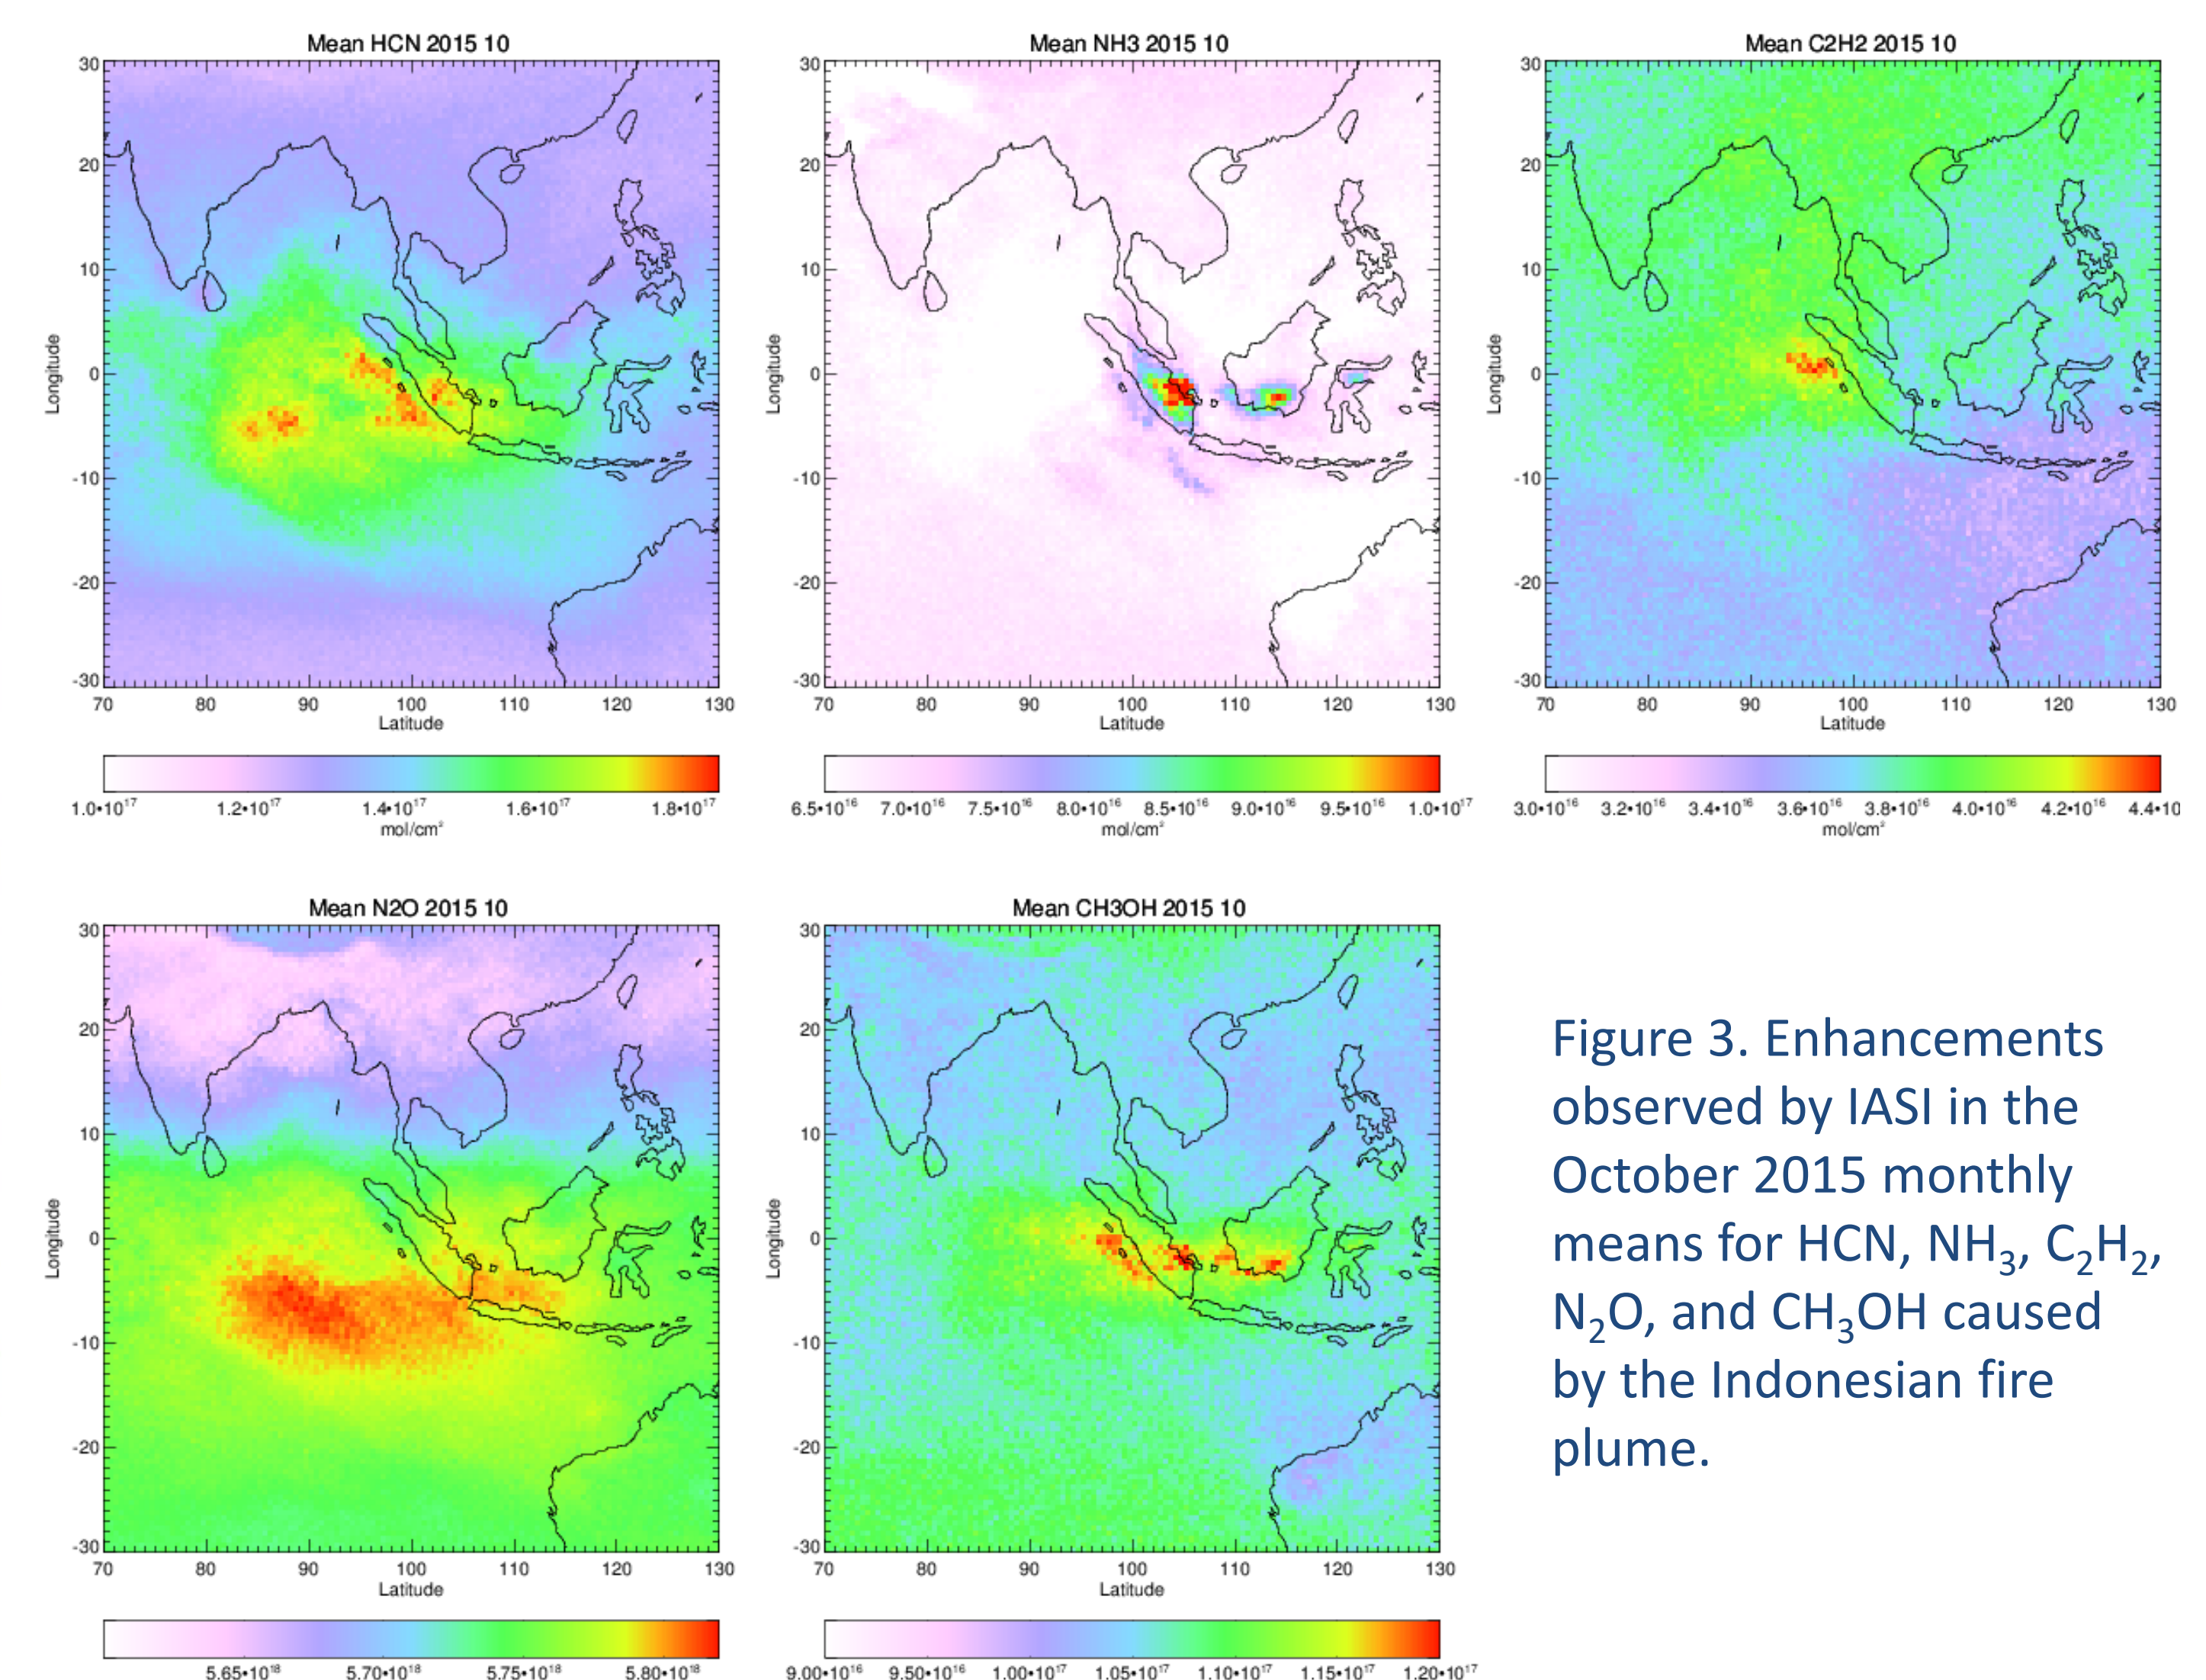 Mean HCN 2015 10
Mean NH3 2015 10
Mean C2H2 2015 10
30
20
10
0
-10
-20
-30
Longitude
70 80 90 100 110 120 130
Latitude
1.0•10¹⁷ 1.2•10¹⁷ 1.4•10¹⁷ 1.6•10¹⁷ 1.8•10¹⁷
mol/cm²
30
20
10
0
-10
-20
-30
Longitude
70 80 90 100 110 120 130
Latitude
6.5•10¹⁶ 7.0•10¹⁶ 7.5•10¹⁶ 8.0•10¹⁶ 8.5•10¹⁶ 9.0•10¹⁶ 9.5•10¹⁶ 1.0•10¹⁷
mol/cm²
30
20
10
0
-10
-20
-30
Longitude
70 80 90 100 110 120 130
Latitude
3.0•10¹⁶ 3.2•10¹⁶ 3.4•10¹⁶ 3.6•10¹⁶ 3.8•10¹⁶ 4.0•10¹⁶ 4.2•10¹⁶ 4.4•10
mol/cm²
Mean N2O 2015 10
Mean CH3OH 2015 10
30
20
10
0
-10
-20
-30
Longitude
70 80 90 100 110 120 130
Latitude
5.65•10¹⁸ 5.70•10¹⁸ 5.75•10¹⁸ 5.80•10¹⁸
30
20
10
0
-10
-20
-30
Longitude
70 80 90 100 110 120 130
Latitude
9.00•10¹⁶ 9.50•10¹⁶ 1.00•10¹⁷ 1.05•10¹⁷ 1.10•10¹⁷ 1.15•10¹⁷ 1.20•10¹⁷
Figure 3. Enhancements
observed by IASI in the
October 2015 monthly
means for HCN, NH₃, C₂H₂,
N₂O, and CH₃OH caused
by the Indonesian fire
plume.